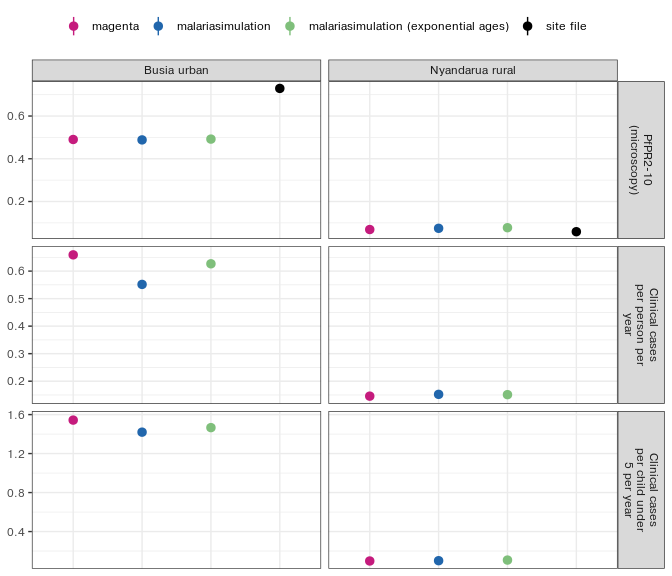 magenta malariasimulation malariasimulation (exponential ages) site file
Busia urban
Nyandarua rural
0.6
0.4
0.2
PfPR2-10
(microscopy)
0.6
0.5
0.4
0.3
0.2
Clinical cases
per person per
year
1.6
1.2
0.8
0.4
Clinical cases
per child under
5 per year